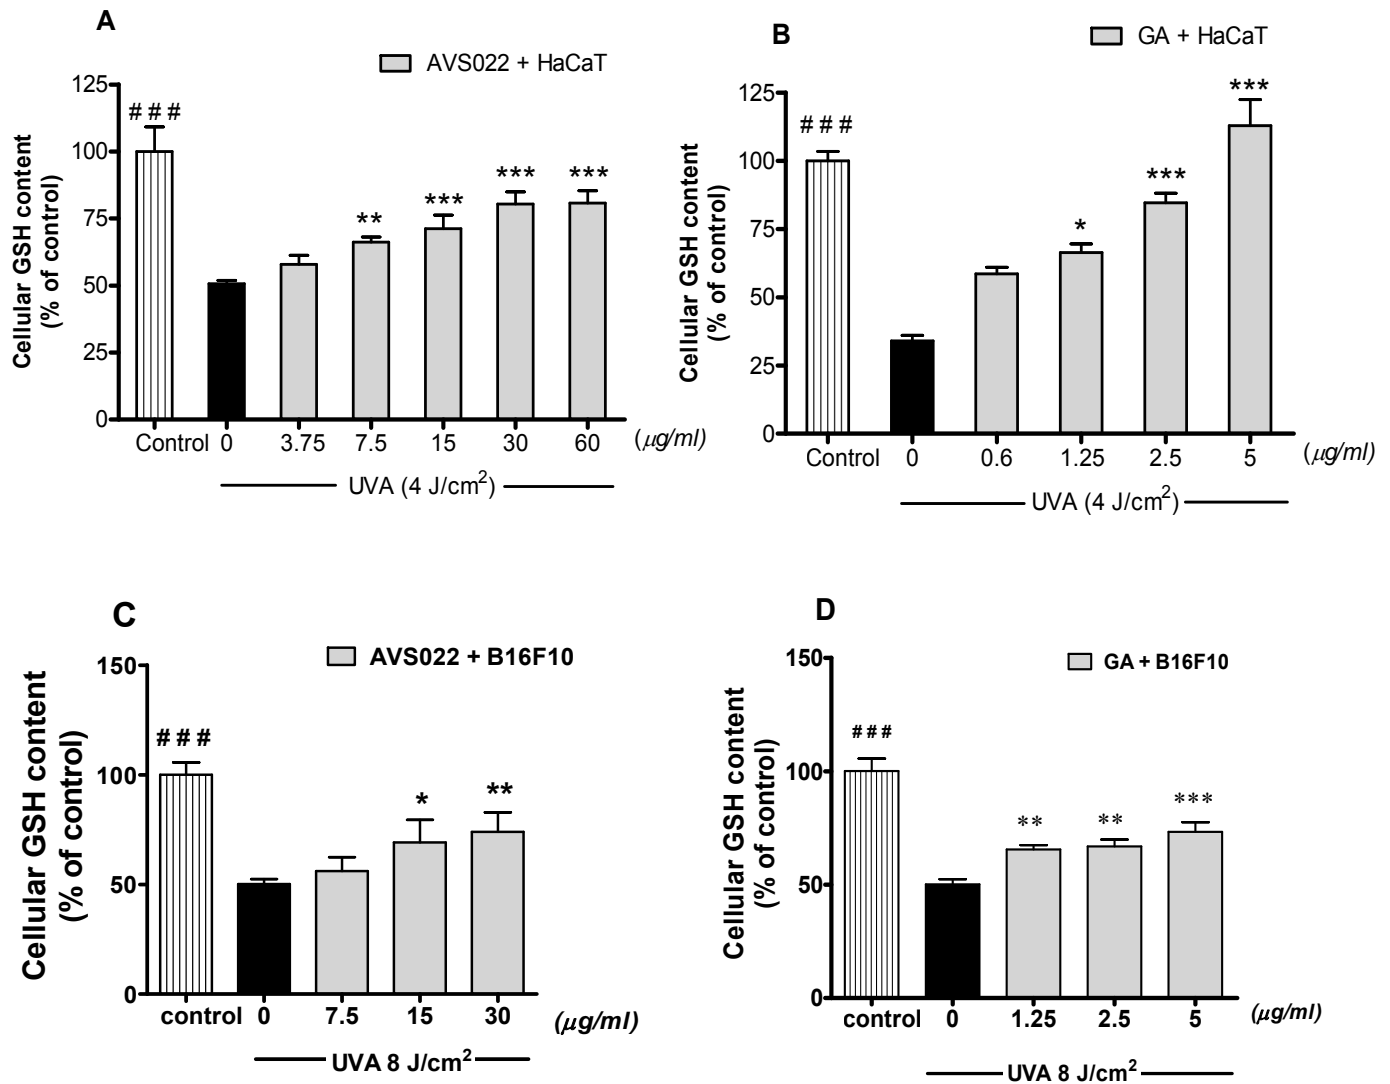 A
AVS022 + HaCaT
Cellular GSH content
(% of control)
125
100
75
50
25
0
###
**
***
***
***
Control 0 3.75 7.5 15 30 60 (μg/ml)
UVA (4 J/cm²)
B
GA + HaCaT
Cellular GSH content
(% of control)
125
100
75
50
25
0
###
*
***
***
Control 0 0.6 1.25 2.5 5 (μg/ml)
UVA (4 J/cm²)
C
AVS022 + B16F10
Cellular GSH content
(% of control)
150
100
50
0
###
*
**
control 0 7.5 15 30 (μg/ml)
UVA 8 J/cm²
D
GA + B16F10
Cellular GSH content
(% of control)
150
100
50
0
###
**
**
***
control 0 1.25 2.5 5 (μg/ml)
UVA 8 J/cm²